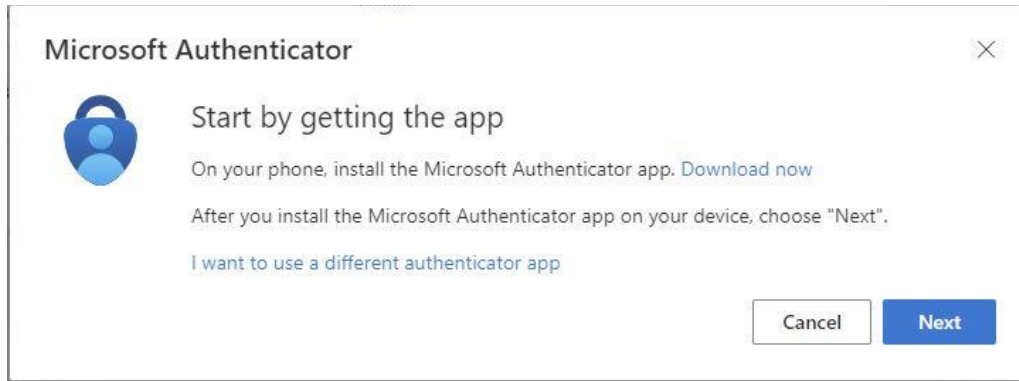 Microsoft Authenticator
Start by getting the app
On your phone, install the Microsoft Authenticator app. Download now
After you install the Microsoft Authenticator app on your device, choose "Next".
I want to use a different authenticator app
Cancel Next